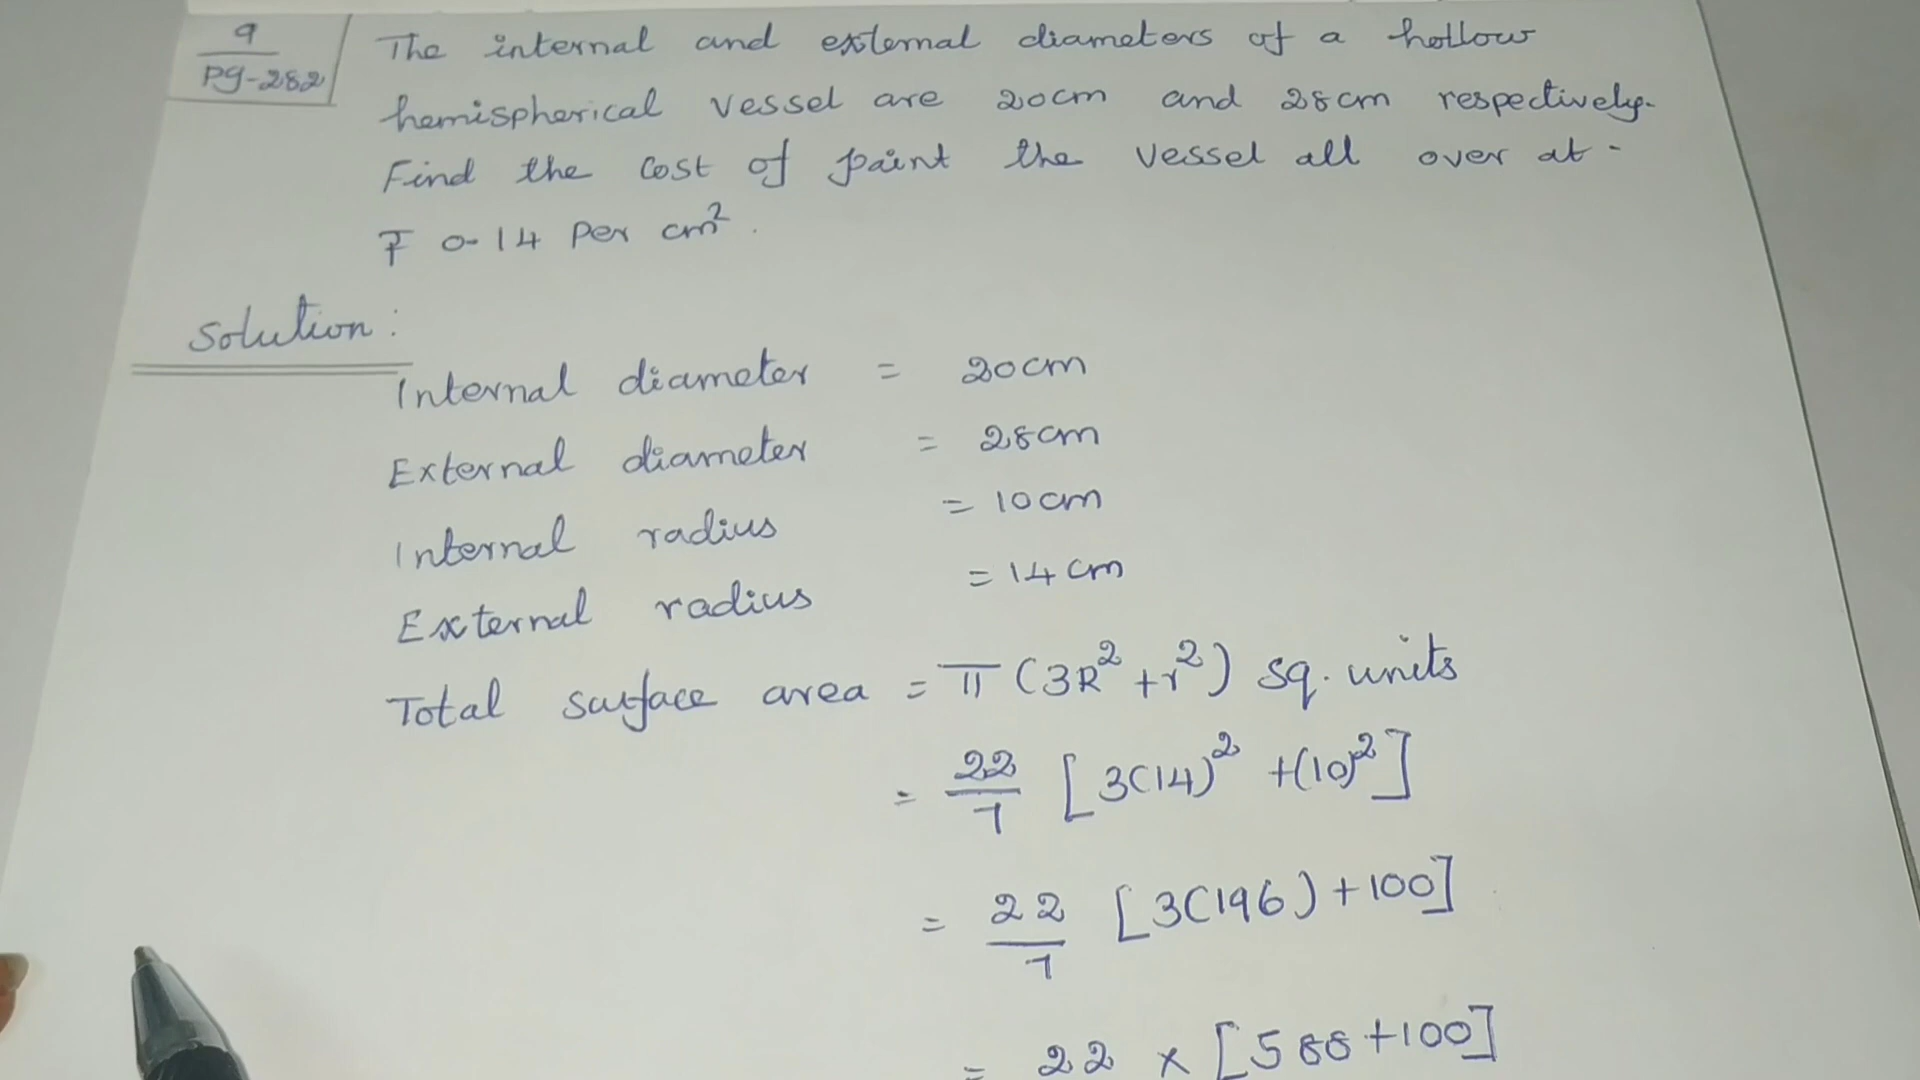 9
Pg-282
The internal and external diameters of a hollow
hemispherical vessel are 20cm and 28cm respectively.
Find the cost of paint the vessel all over at -
₹ 0-14 per cm².
Solution:
Internal diameter = 20cm
External diameter = 28cm
Internal radius = 10cm
External radius = 14cm
Total surface area = π(3R²+r²) sq. units
= 22/7 [3(14)² +(10)²]
= 22/7 [3(196)+100]
= 22 × [588+100]